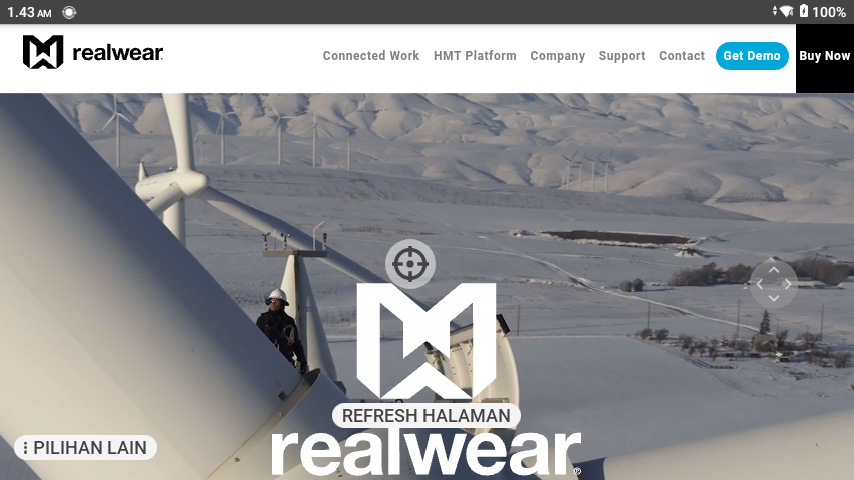 1.43 AM
100%
realwear
Connected Work
HMT Platform
Company
Support
Contact
Get Demo
Buy Now
REFRESH HALAMAN
PILIHAN LAIN
realwear®